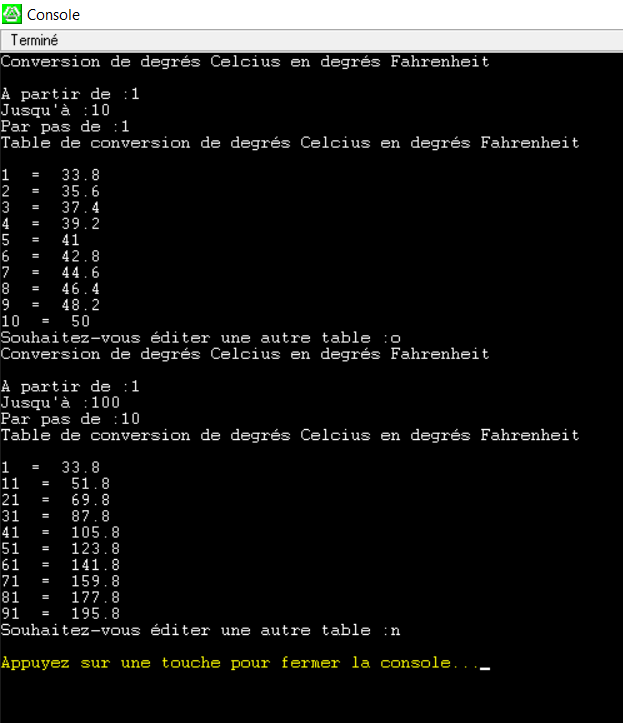 Console
Terminé
Conversion de degrés Celcius en degrés Fahrenheit
A partir de :1
Jusqu'à :10
Par pas de :1
Table de conversion de degrés Celcius en degrés Fahrenheit
1 = 33.8
2 = 35.6
3 = 37.4
4 = 39.2
5 = 41
6 = 42.8
7 = 44.6
8 = 46.4
9 = 48.2
10 = 50
Souhaitez-vous éditer une autre table :o
Conversion de degrés Celcius en degrés Fahrenheit
A partir de :1
Jusqu'à :100
Par pas de :10
Table de conversion de degrés Celcius en degrés Fahrenheit
1 = 33.8
11 = 51.8
21 = 69.8
31 = 87.8
41 = 105.8
51 = 123.8
61 = 141.8
71 = 159.8
81 = 177.8
91 = 195.8
Souhaitez-vous éditer une autre table :n
Appuyez sur une touche pour fermer la console..._